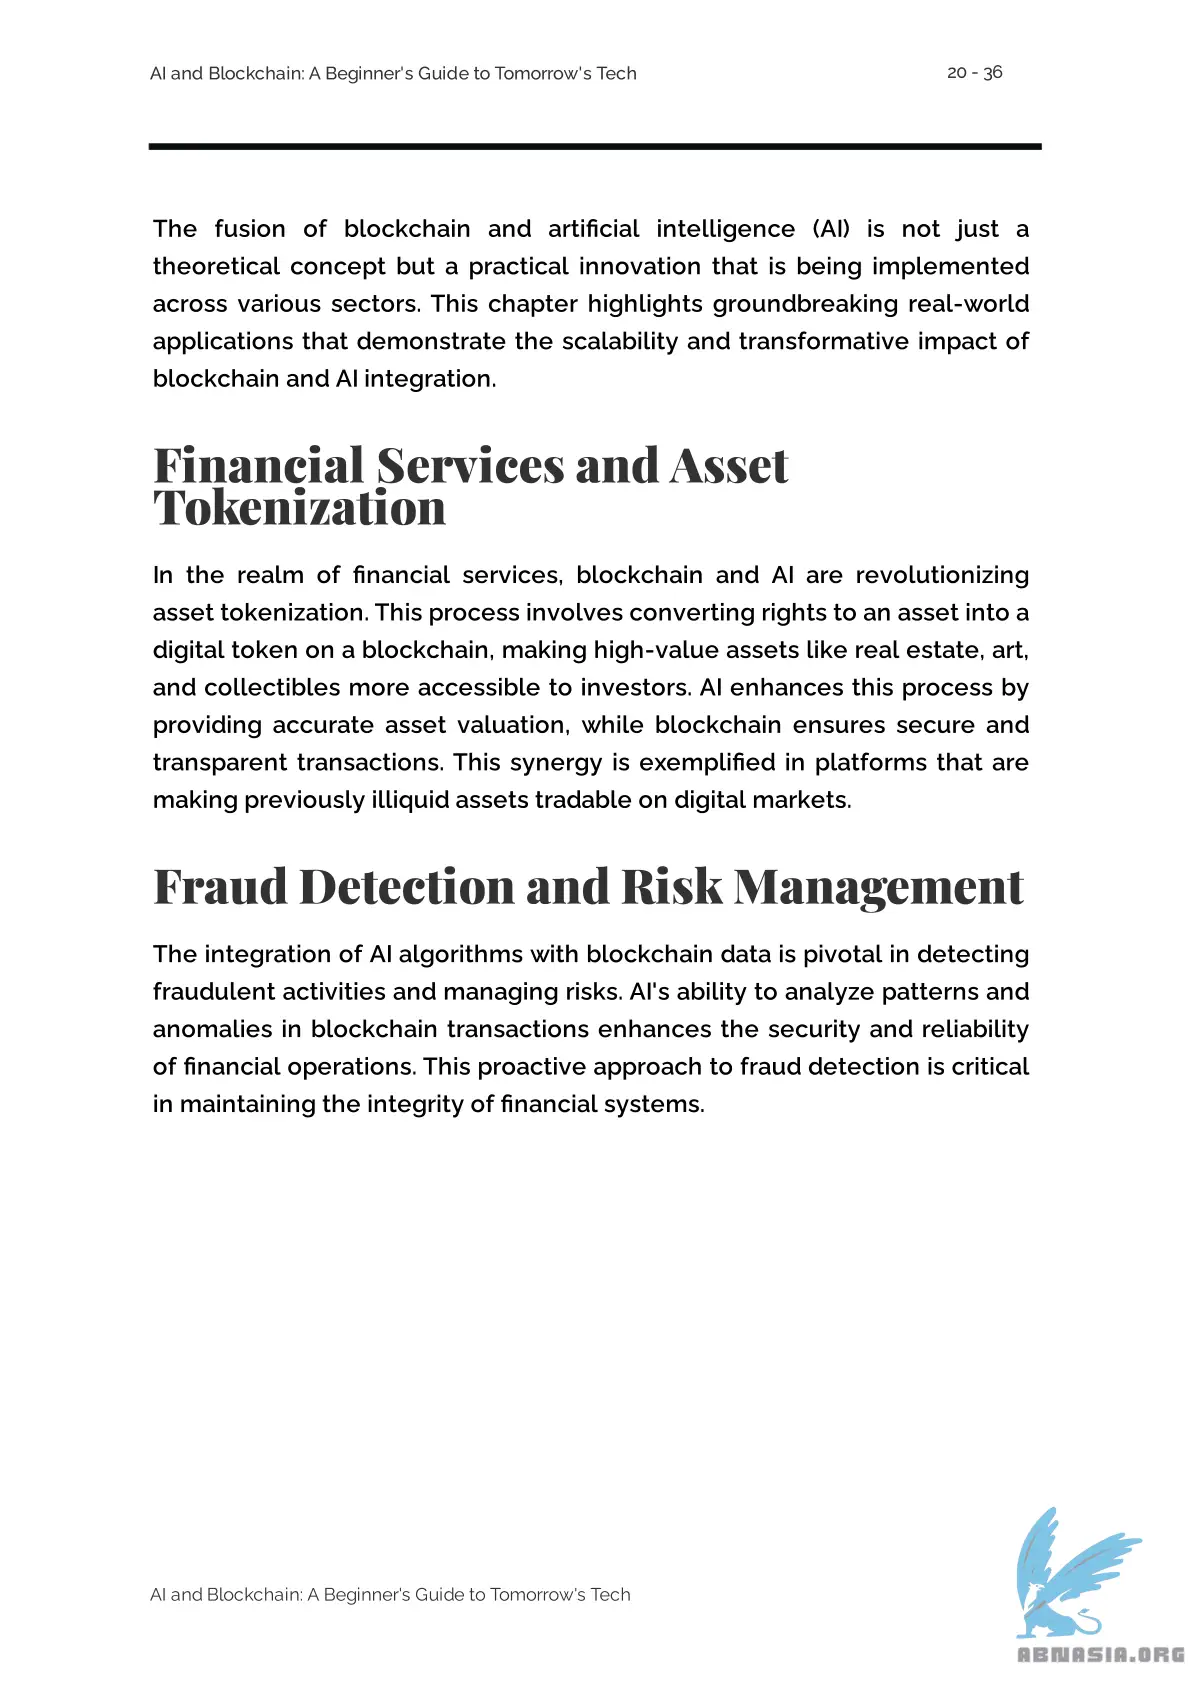 AI and Blockchain: A Beginner's Guide to Tomorrow's Tech
20 - 36
The fusion of blockchain and artificial intelligence (AI) is not just a
theoretical concept but a practical innovation that is being implemented
across various sectors. This chapter highlights groundbreaking real-world
applications that demonstrate the scalability and transformative impact of
blockchain and AI integration.
Financial Services and Asset
Tokenization
In the realm of financial services, blockchain and AI are revolutionizing
asset tokenization. This process involves converting rights to an asset into a
digital token on a blockchain, making high-value assets like real estate, art,
and collectibles more accessible to investors. AI enhances this process by
providing accurate asset valuation, while blockchain ensures secure and
transparent transactions. This synergy is exemplified in platforms that are
making previously illiquid assets tradable on digital markets.
Fraud Detection and Risk Management
The integration of AI algorithms with blockchain data is pivotal in detecting
fraudulent activities and managing risks. AI's ability to analyze patterns and
anomalies in blockchain transactions enhances the security and reliability
of financial operations. This proactive approach to fraud detection is critical
in maintaining the integrity of financial systems.
AI and Blockchain: A Beginner's Guide to Tomorrow's Tech
ABNASIA.ORG